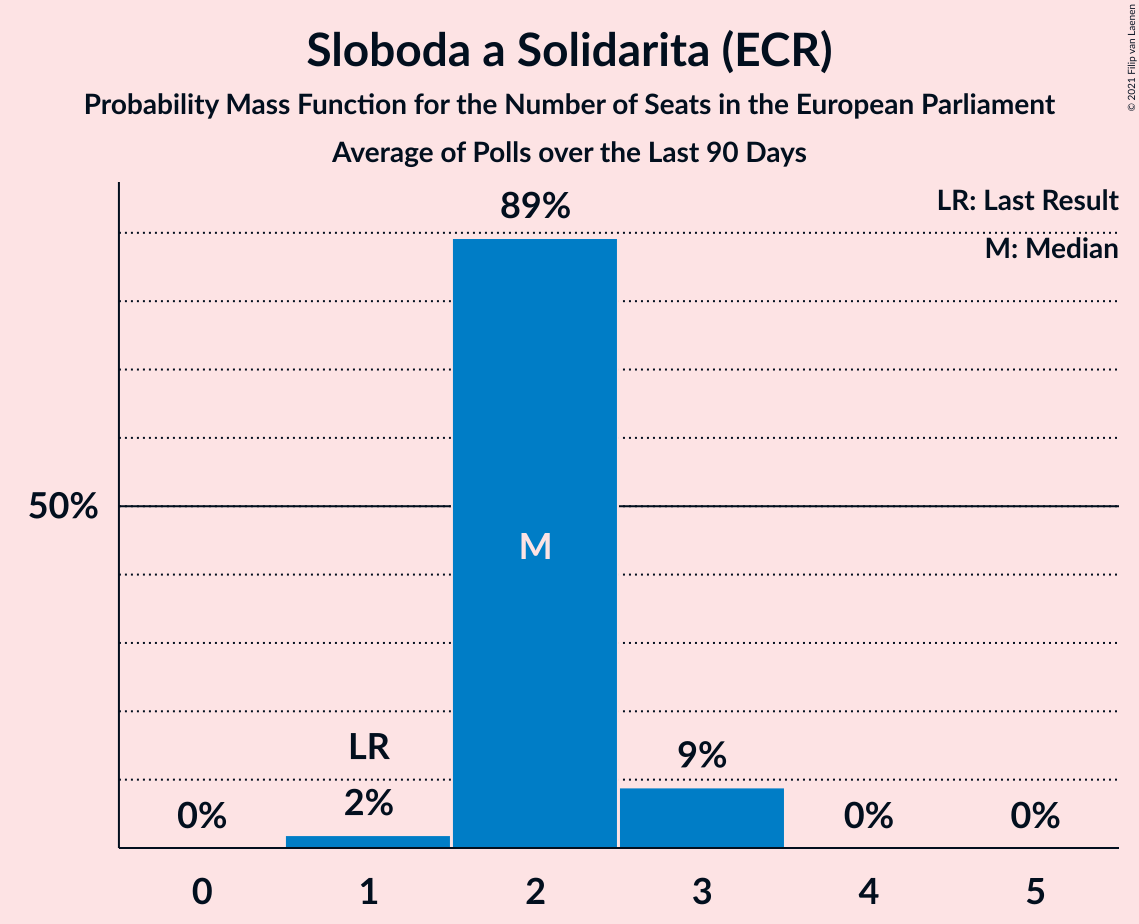 Sloboda a Solidarita (ECR)
Probability Mass Function for the Number of Seats in the European Parliament
Average of Polls over the Last 90 Days
© 2021 Filip van Laenen
LR: Last Result
M: Median
89%
50%
M
LR
2%
9%
0%
0%
0%
0 1 2 3 4 5